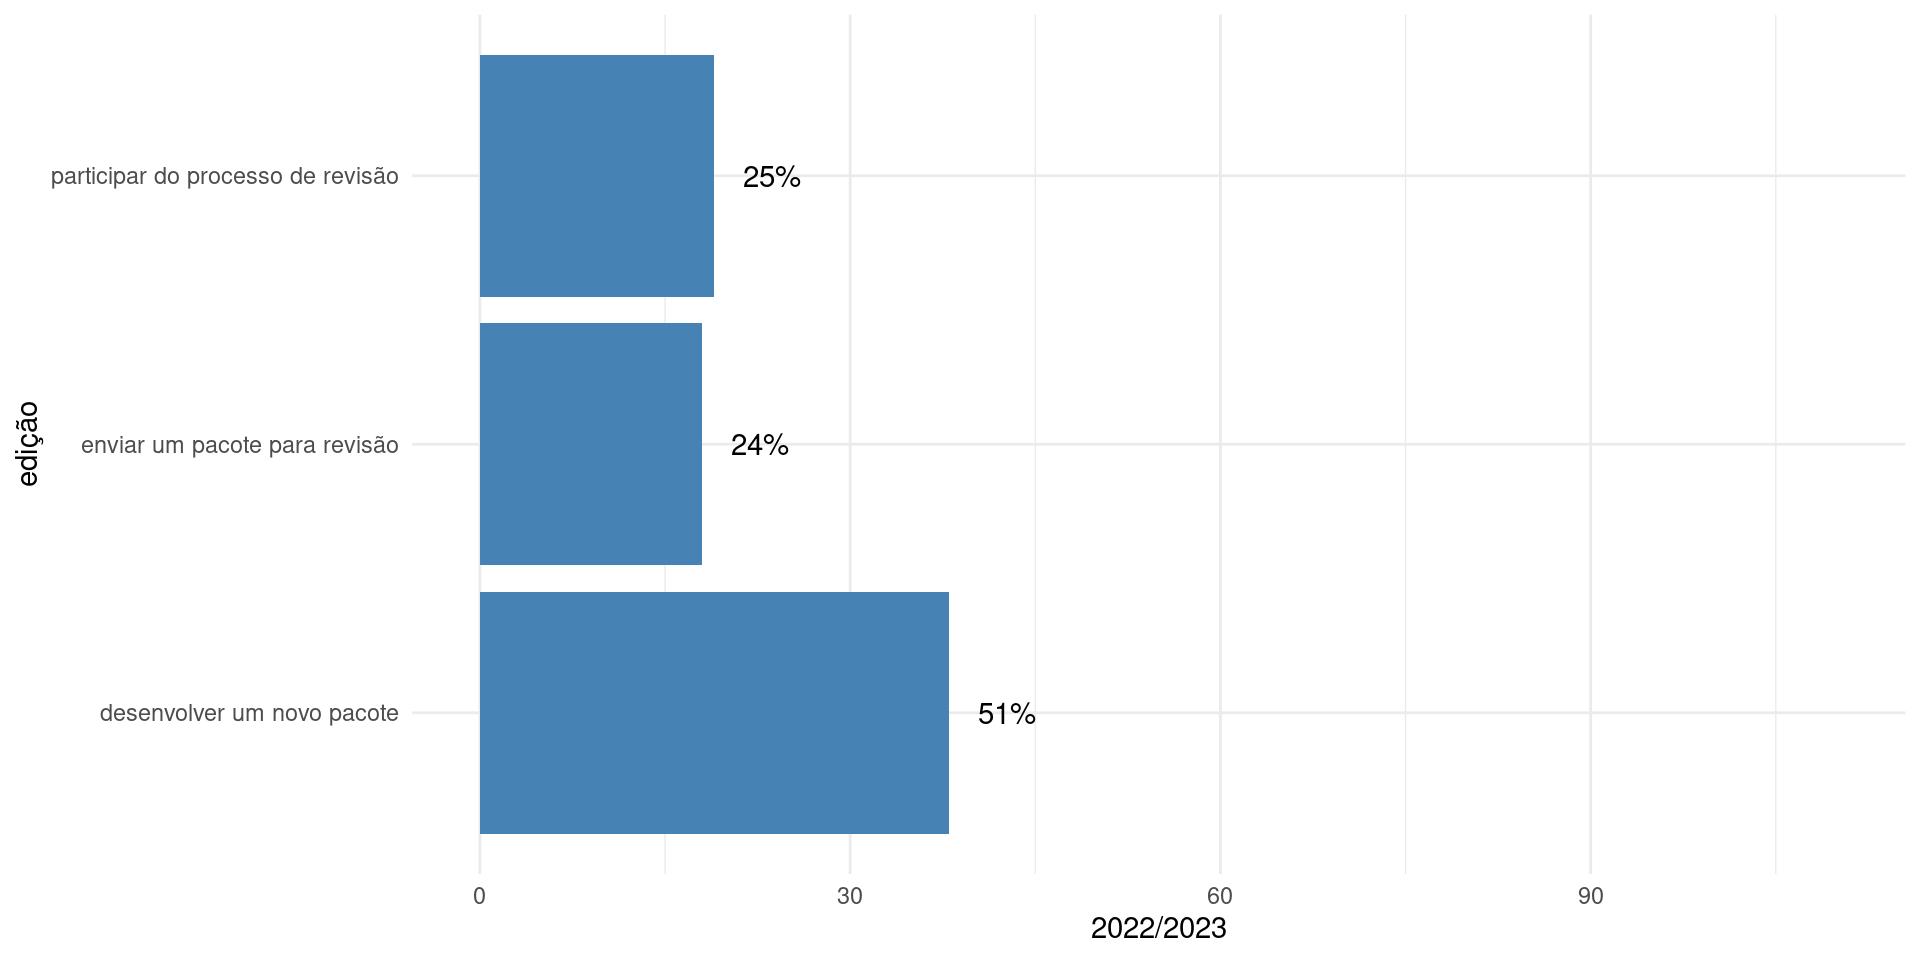 participar do processo de revisão
25%
enviar um pacote para revisão
24%
desenvolver um novo pacote
51%
edição
0
30
60
90
2022/2023